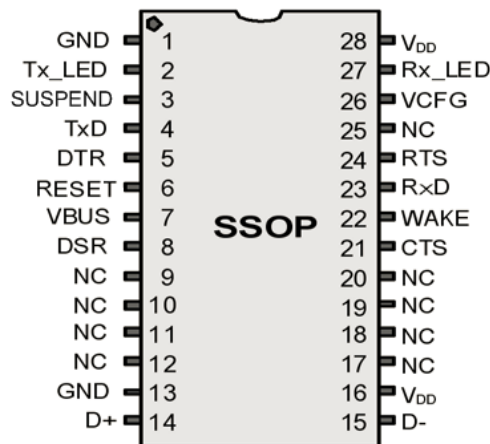 GND 1 28 VDD
Tx_LED 2 27 Rx_LED
SUSPEND 3 26 VCFG
TxD 4 25 NC
DTR 5 24 RTS
RESET 6 23 RxD
VBUS 7 22 WAKE
SSOP
DSR 8 21 CTS
NC 9 20 NC
NC 10 19 NC
NC 11 18 NC
NC 12 17 NC
GND 13 16 VDD
D+ 14 15 D-